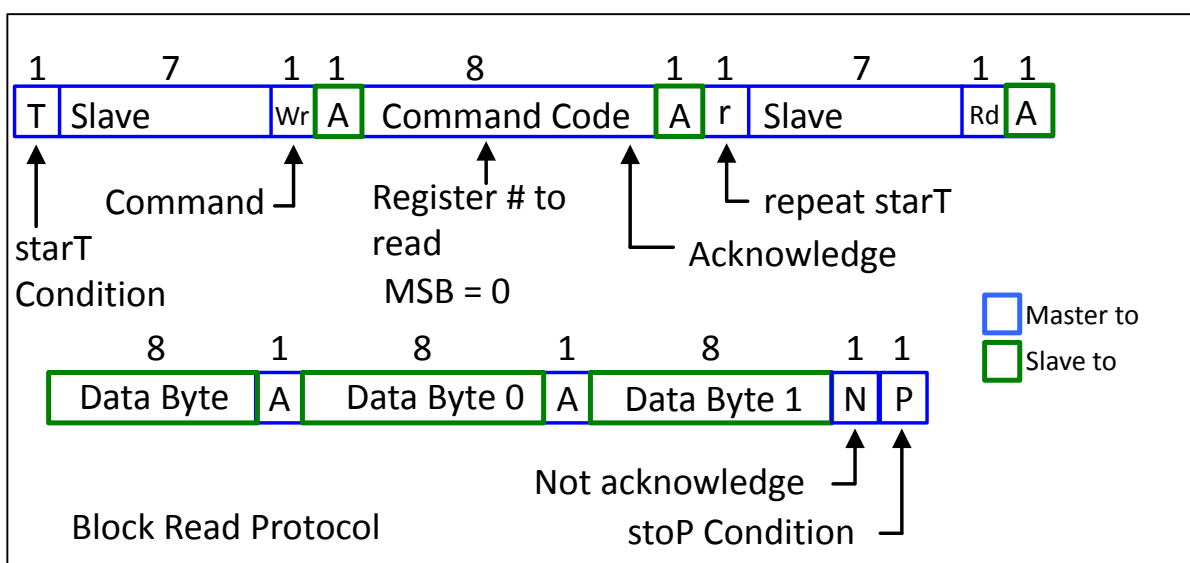 1 7 1 1 8 1 1 7 1 1
T Slave Wr A Command Code A r Slave Rd A
Command
Register # to
read
MSB = 0
repeat starT
Acknowledge
starT
Condition
Master to
Slave to
8 1 8 1 8 1 1
Data Byte A Data Byte 0 A Data Byte 1 N P
Not acknowledge
stoP Condition
Block Read Protocol